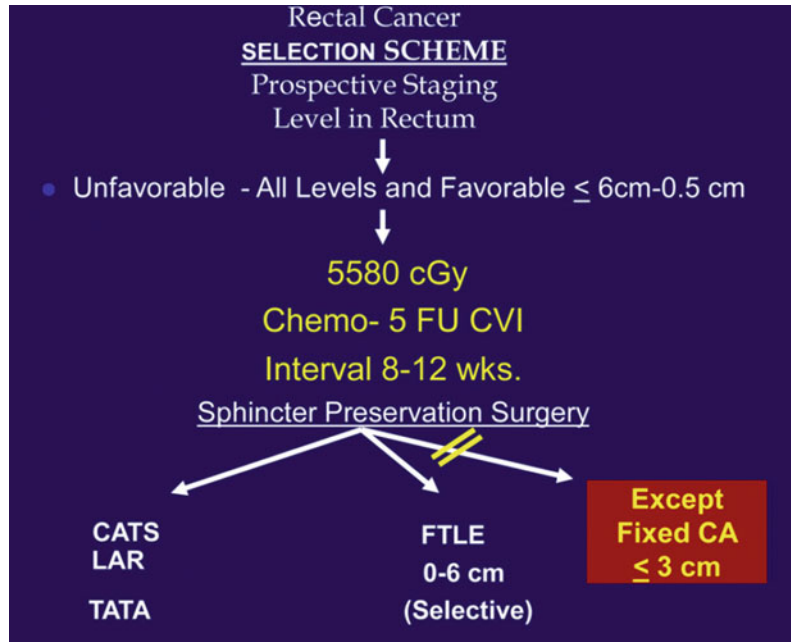 Rectal Cancer
SELECTION SCHEME
Prospective Staging
Level in Rectum
• Unfavorable - All Levels and Favorable ≤ 6cm-0.5 cm
5580 cGy
Chemo- 5 FU CVI
Interval 8-12 wks.
Sphincter Preservation Surgery
CATS
LAR
TATA
FTLE
0-6 cm
(Selective)
Except
Fixed CA
≤ 3 cm